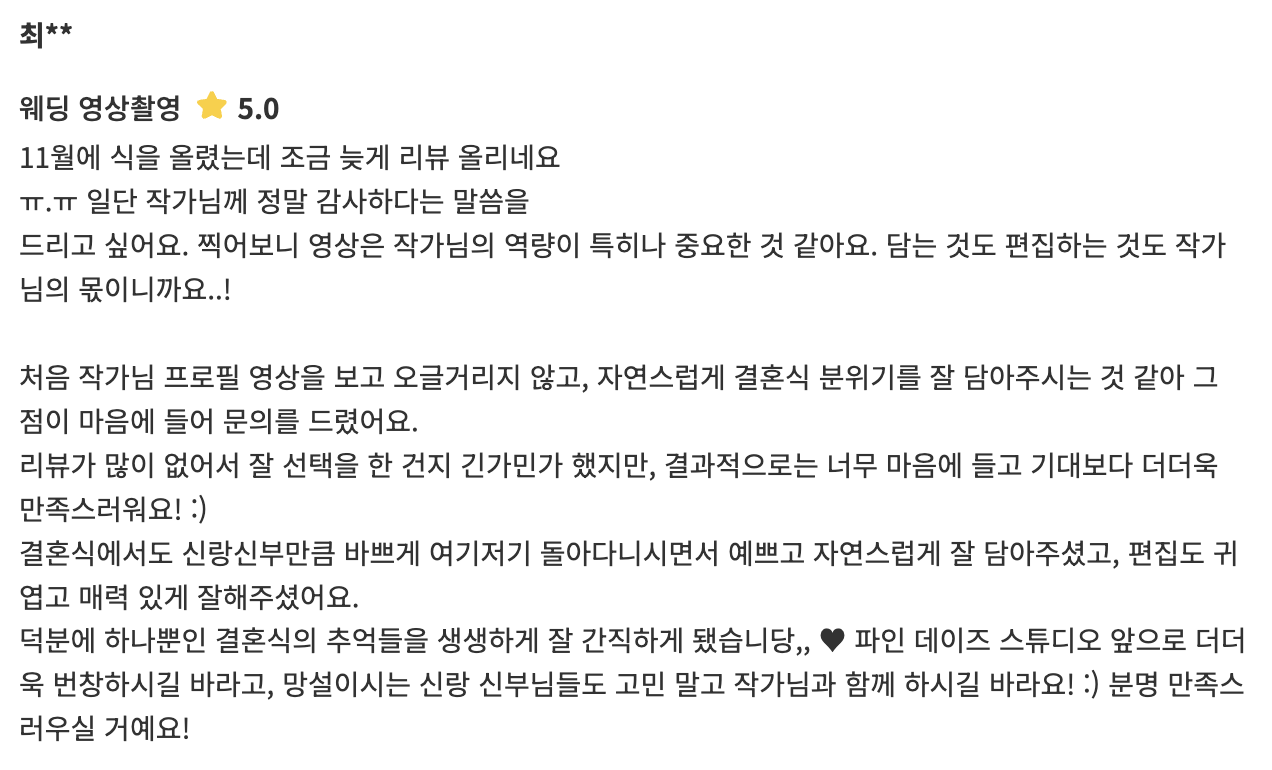 최**
웨딩 영상촬영 ⭐ 5.0
11월에 식을 올렸는데 조금 늦게 리뷰 올리네요
ㅠ.ㅠ 일단 작가님께 정말 감사하다는 말씀을
드리고 싶어요. 찍어보니 영상은 작가님의 역량이 특히나 중요한 것 같아요. 담는 것도 편집하는 것도 작가
님의 몫이니까요..!
처음 작가님 프로필 영상을 보고 오글거리지 않고, 자연스럽게 결혼식 분위기를 잘 담아주시는 것 같아 그
점이 마음에 들어 문의를 드렸어요.
리뷰가 많이 없어서 잘 선택을 한 건지 긴가민가 했지만, 결과적으로는 너무 마음에 들고 기대보다 더더욱
만족스러워요! :)
결혼식에서도 신랑신부만큼 바쁘게 여기저기 돌아다니시면서 예쁘고 자연스럽게 잘 담아주셨고, 편집도 귀
엽고 매력 있게 잘해주셨어요.
덕분에 하나뿐인 결혼식의 추억들을 생생하게 잘 간직하게 됐습니당,, ♥ 파인 데이즈 스튜디오 앞으로 더더
욱 번창하시길 바라고, 망설이시는 신랑 신부님들도 고민 말고 작가님과 함께 하시길 바라요! :) 분명 만족스
러우실 거예요!